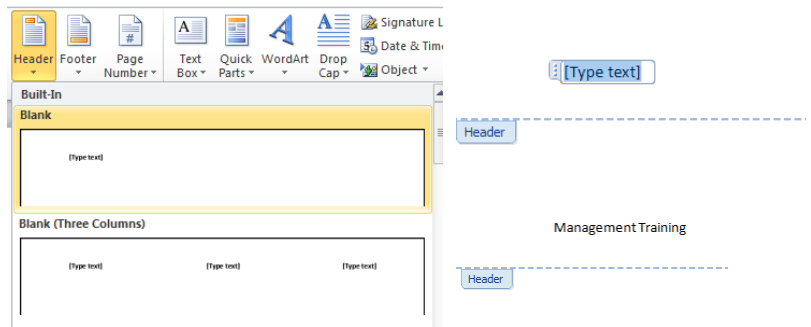 Header Footer Page Number Text Box Quick Parts WordArt Drop Cap Signature L
Date & Tim
Object
Built-In
Blank
[Type text]
Blank (Three Columns)
[Type text] [Type text] [Type text]
[Type text]
Header
Management Training
Header